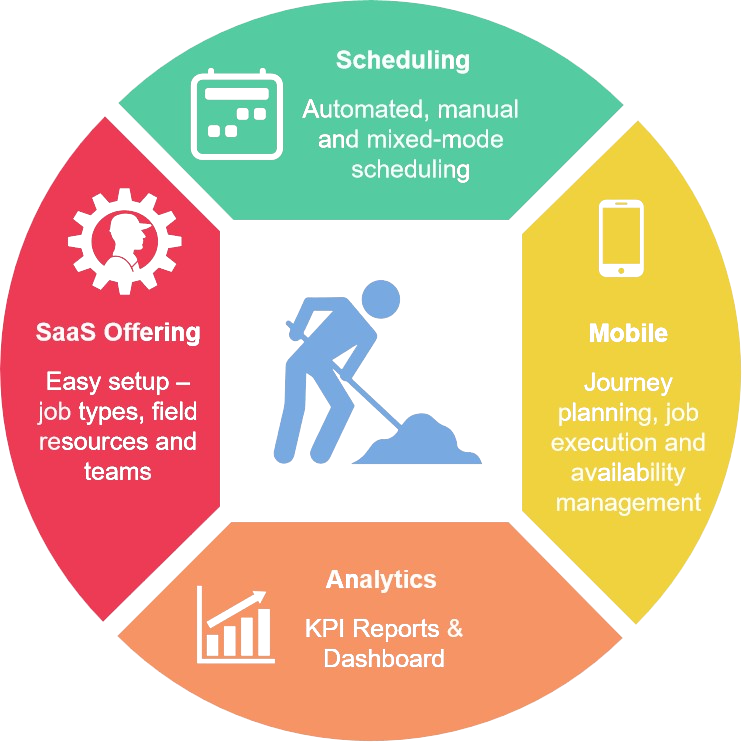 Scheduling
Automated, manual
and mixed-mode
scheduling
SaaS Offering
Easy setup –
job types, field
resources and
teams
Mobile
Journey
planning, job
execution and
availability
management
Analytics
KPI Reports &
Dashboard